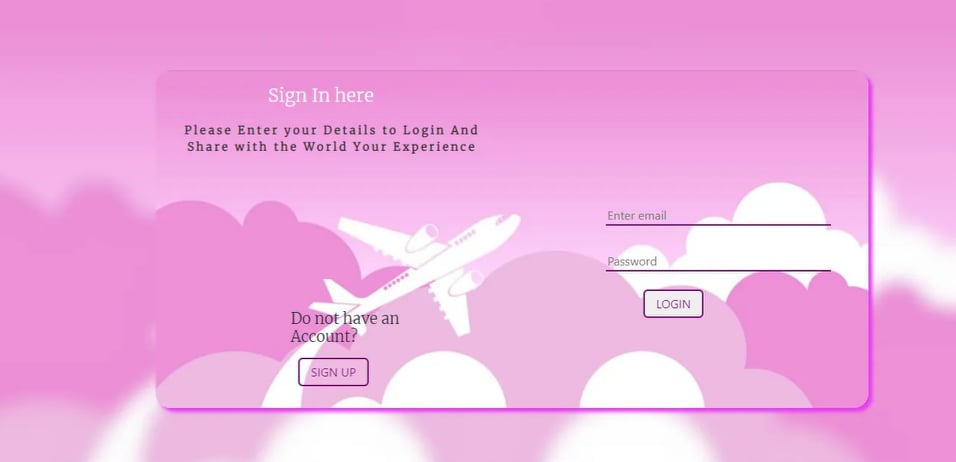 Sign In here
Please Enter your Details to Login And
Share with the World Your Experience
Enter email
Password
LOGIN
Do not have an
Account?
SIGN UP